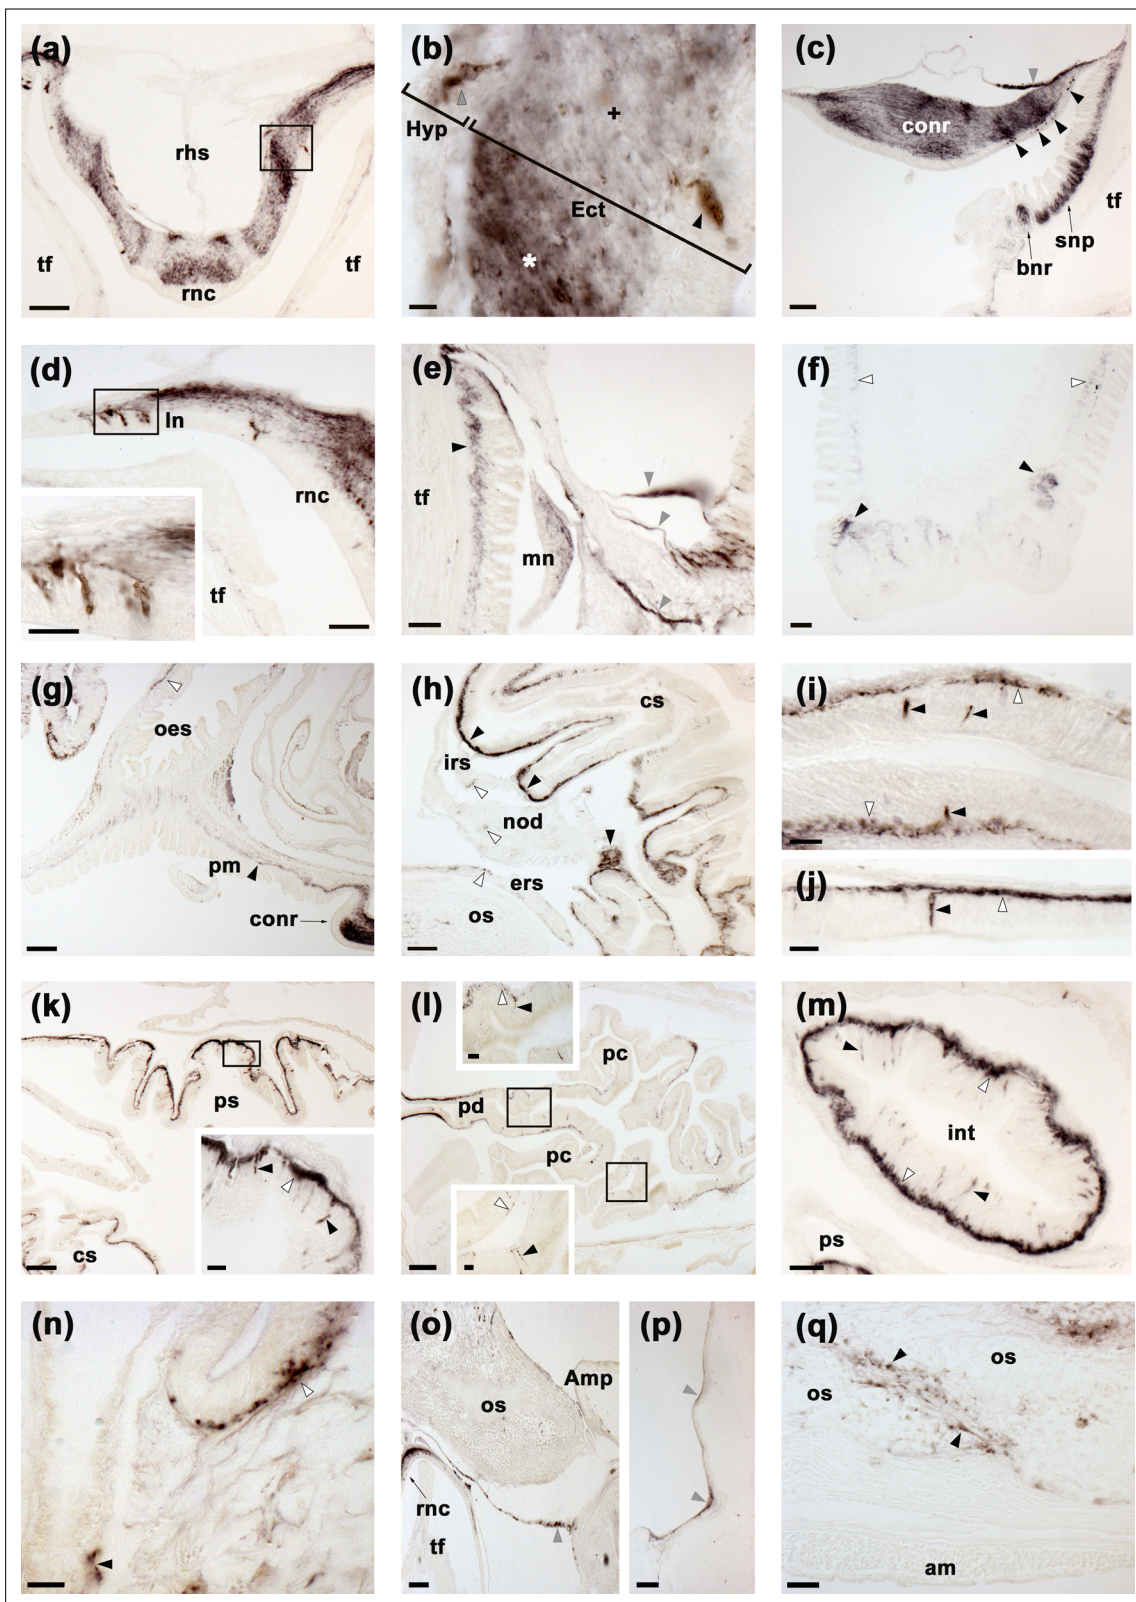 (a)
rhs
tf
tf
rnc
(b)
+
Hyp
Ect
*
(c)
conr
tf
snp
bnr
(d)
ln
rnc
tf
(e)
tf
mn
(f)
(g)
oes
pm
conr
(h)
cs
irs
nod
ers
os
(i)
(j)
(k)
ps
cs
(l)
pc
pd
pc
(m)
int
ps
(n)
(o)
Amp
os
rnc
tf
(p)
(q)
os
os
am